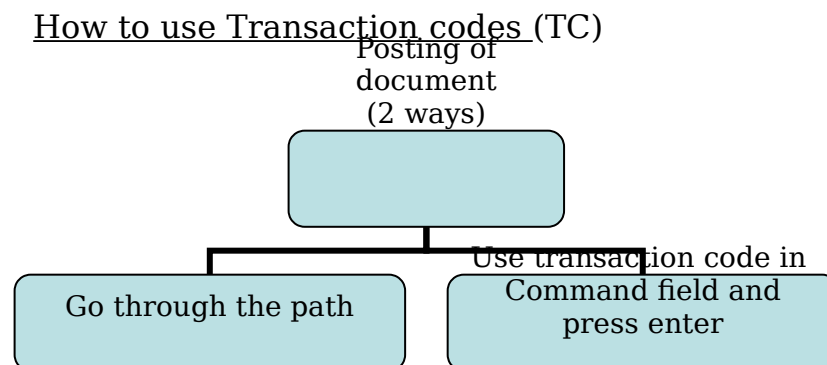 How to use Transaction codes (TC)
Posting of
document
(2 ways)
Go through the path
Use transaction code in
Command field and
press enter